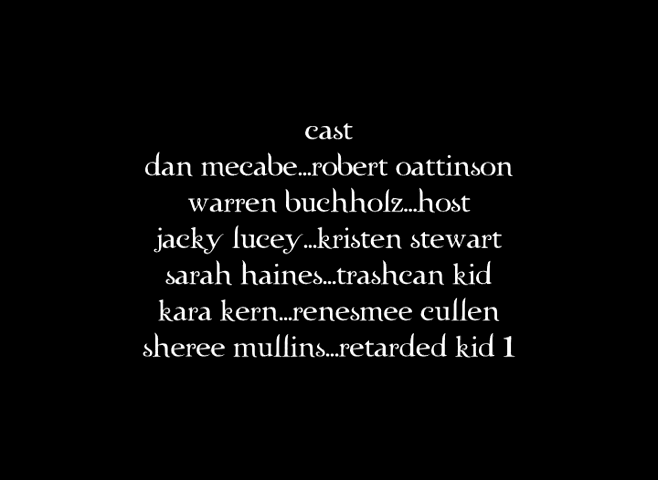 cast
dan mccabe...robert oattinson
warren buchholz...host
jacky lucey...kristen stewart
sarah haines...trashcan kid
kara kern...renesmee cullen
sheree mullins...retarded kid 1